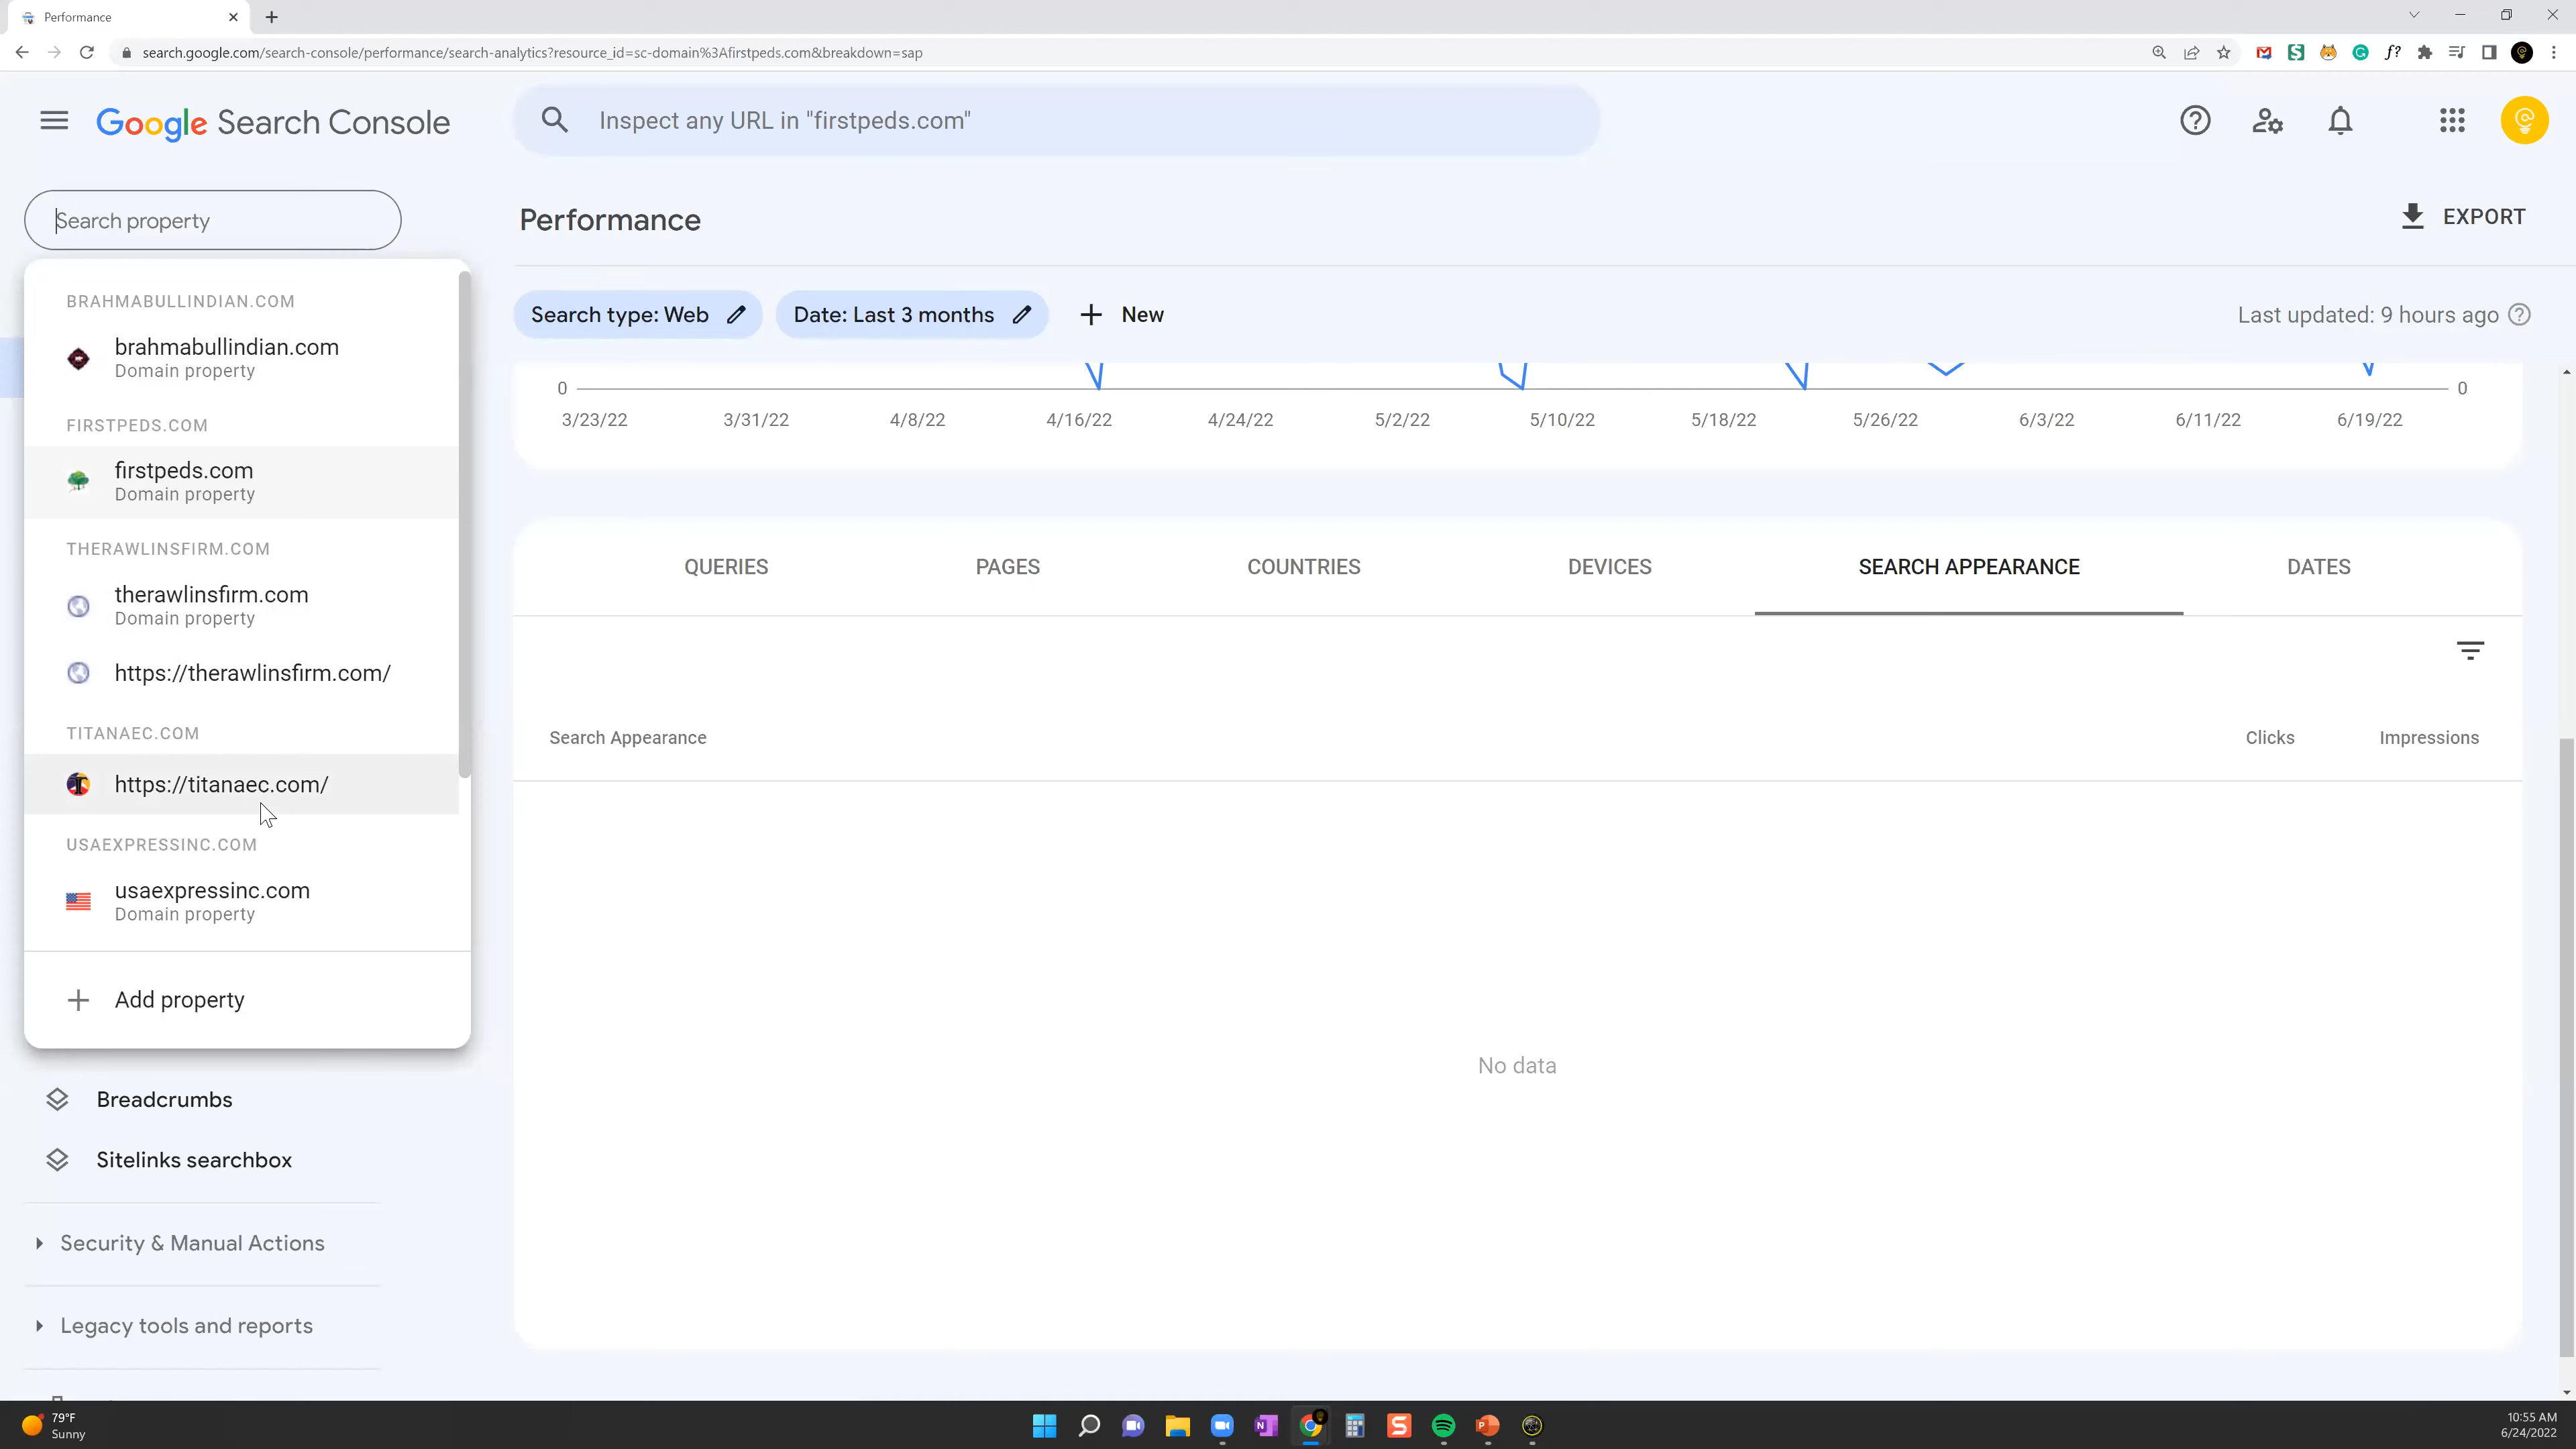 Performance
search.google.com/search-console/performance/search-analytics?resource_id=sc-domain%3Afirstpeds.com&breakdown=sap
Google Search Console
Inspect any URL in "firstpeds.com"
Search property
Performance
EXPORT
BRAHMABULLINDIAN.COM
brahmabullindian.com
Domain property
FIRSTPEDS.COM
firstpeds.com
Domain property
THERAWLINSFIRM.COM
therawlinsfirm.com
Domain property
https://therawlinsfirm.com/
TITANAEC.COM
https://titanaec.com/
USAEXPRESSINC.COM
usaexpressinc.com
Domain property
Add property
Breadcrumbs
Sitelinks searchbox
Security & Manual Actions
Legacy tools and reports
Search type: Web
Date: Last 3 months
New
Last updated: 9 hours ago
0 0
3/23/22 3/31/22 4/8/22 4/16/22 4/24/22 5/2/22 5/10/22 5/18/22 5/26/22 6/3/22 6/11/22 6/19/22
QUERIES PAGES COUNTRIES DEVICES SEARCH APPEARANCE DATES
Search Appearance Clicks Impressions
No data
79°F
Sunny
10:55 AM
6/24/2022